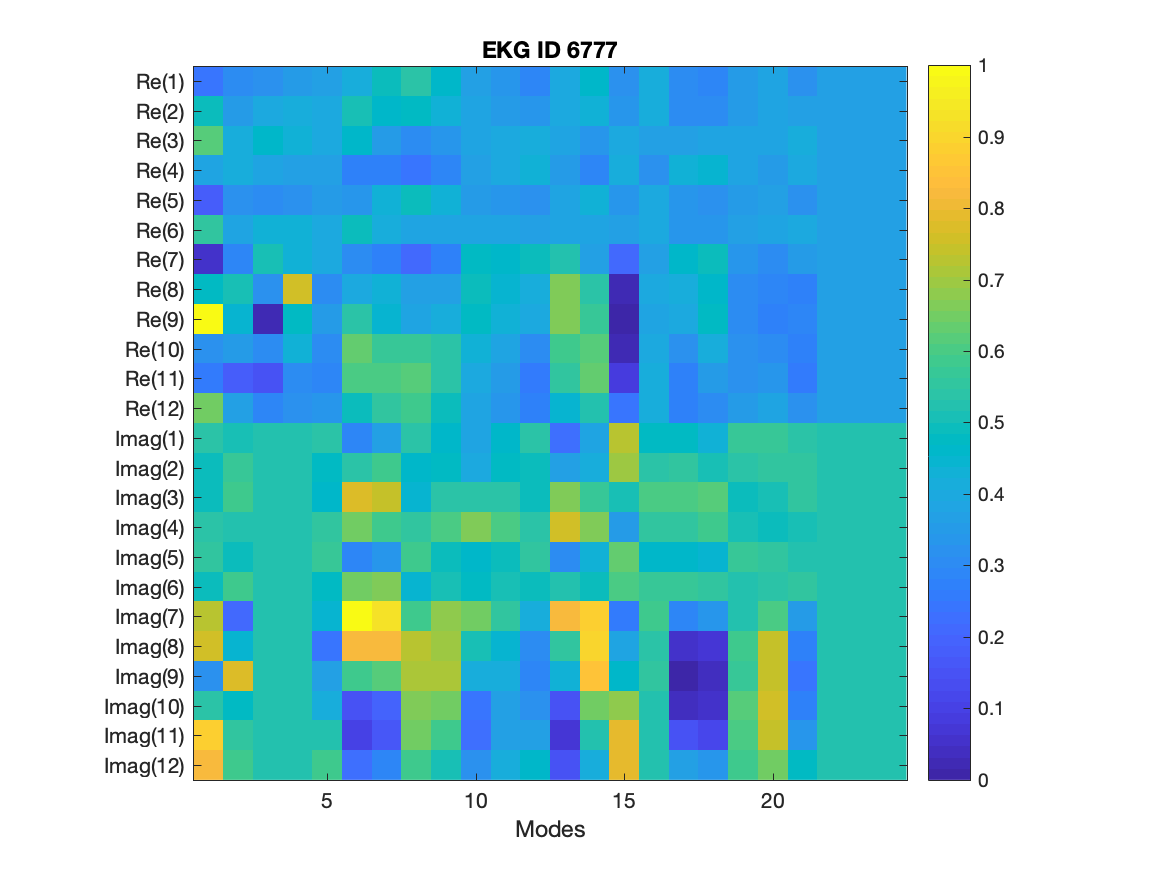 EKG ID 6777
Re(1)
Re(2)
Re(3)
Re(4)
Re(5)
Re(6)
Re(7)
Re(8)
Re(9)
Re(10)
Re(11)
Re(12)
Imag(1)
Imag(2)
Imag(3)
Imag(4)
Imag(5)
Imag(6)
Imag(7)
Imag(8)
Imag(9)
Imag(10)
Imag(11)
Imag(12)
5 10 15 20
Modes
1
0.9
0.8
0.7
0.6
0.5
0.4
0.3
0.2
0.1
0